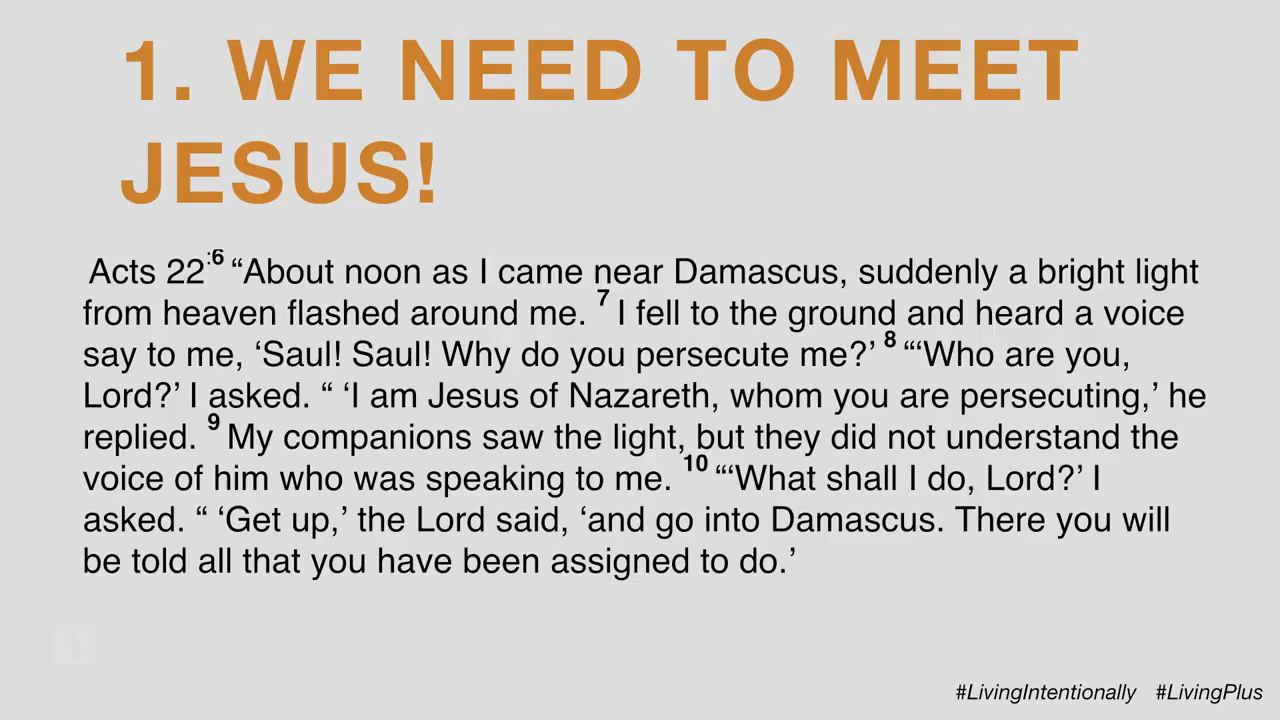 1. WE NEED TO MEET
JESUS!
Acts 22:6 “About noon as I came near Damascus, suddenly a bright light
from heaven flashed around me. 7 I fell to the ground and heard a voice
say to me, ‘Saul! Saul! Why do you persecute me?’ 8 “‘Who are you,
Lord?’ I asked. “ ‘I am Jesus of Nazareth, whom you are persecuting,’ he
replied. 9 My companions saw the light, but they did not understand the
voice of him who was speaking to me. 10 “‘What shall I do, Lord?’ I
asked. “ ‘Get up,’ the Lord said, ‘and go into Damascus. There you will
be told all that you have been assigned to do.’
#LivingIntentionally #LivingPlus